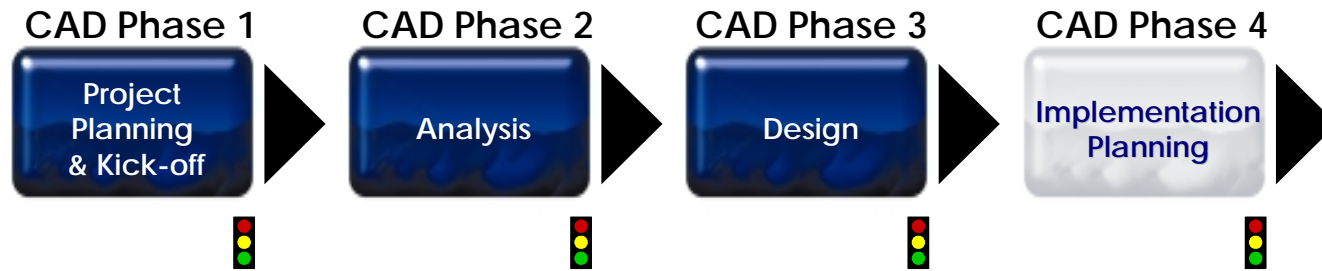 CAD Phase 1
CAD Phase 2
CAD Phase 3
CAD Phase 4
Project
Planning
& Kick-off
Analysis
Design
Implementation
Planning